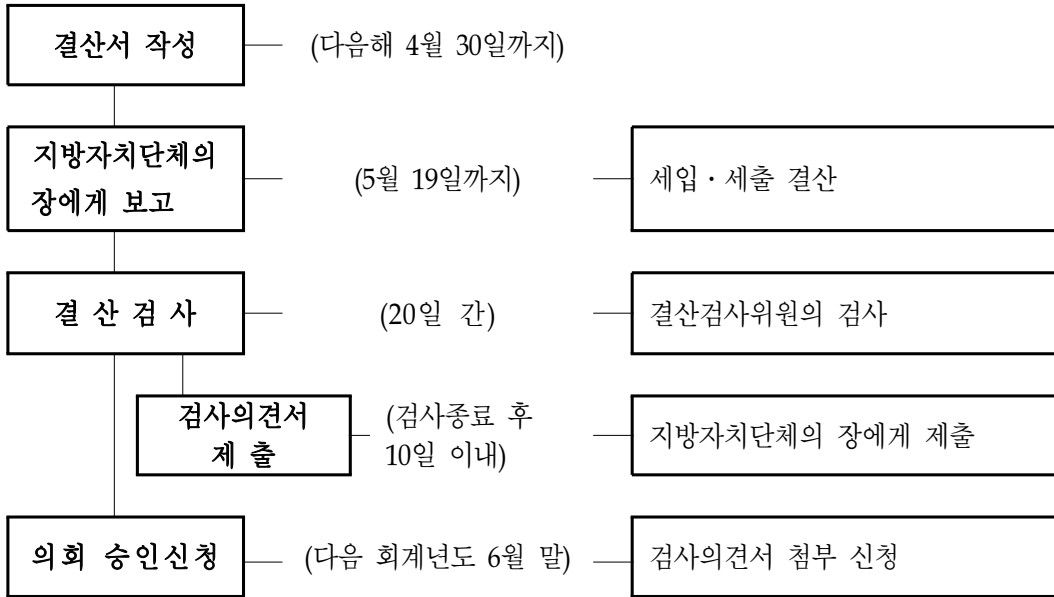 결산서 작성 (다음해 4월 30일까지)
지방자치단체의
장에게 보고
(5월 19일까지)
세입·세출 결산
결 산 검 사 (20일 간) 결산검사위원의 검사
검사의견서
제 출
(검사종료 후
10일 이내)
지방자치단체의 장에게 제출
의회 승인신청 (다음 회계년도 6월 말) 검사의견서 첨부 신청